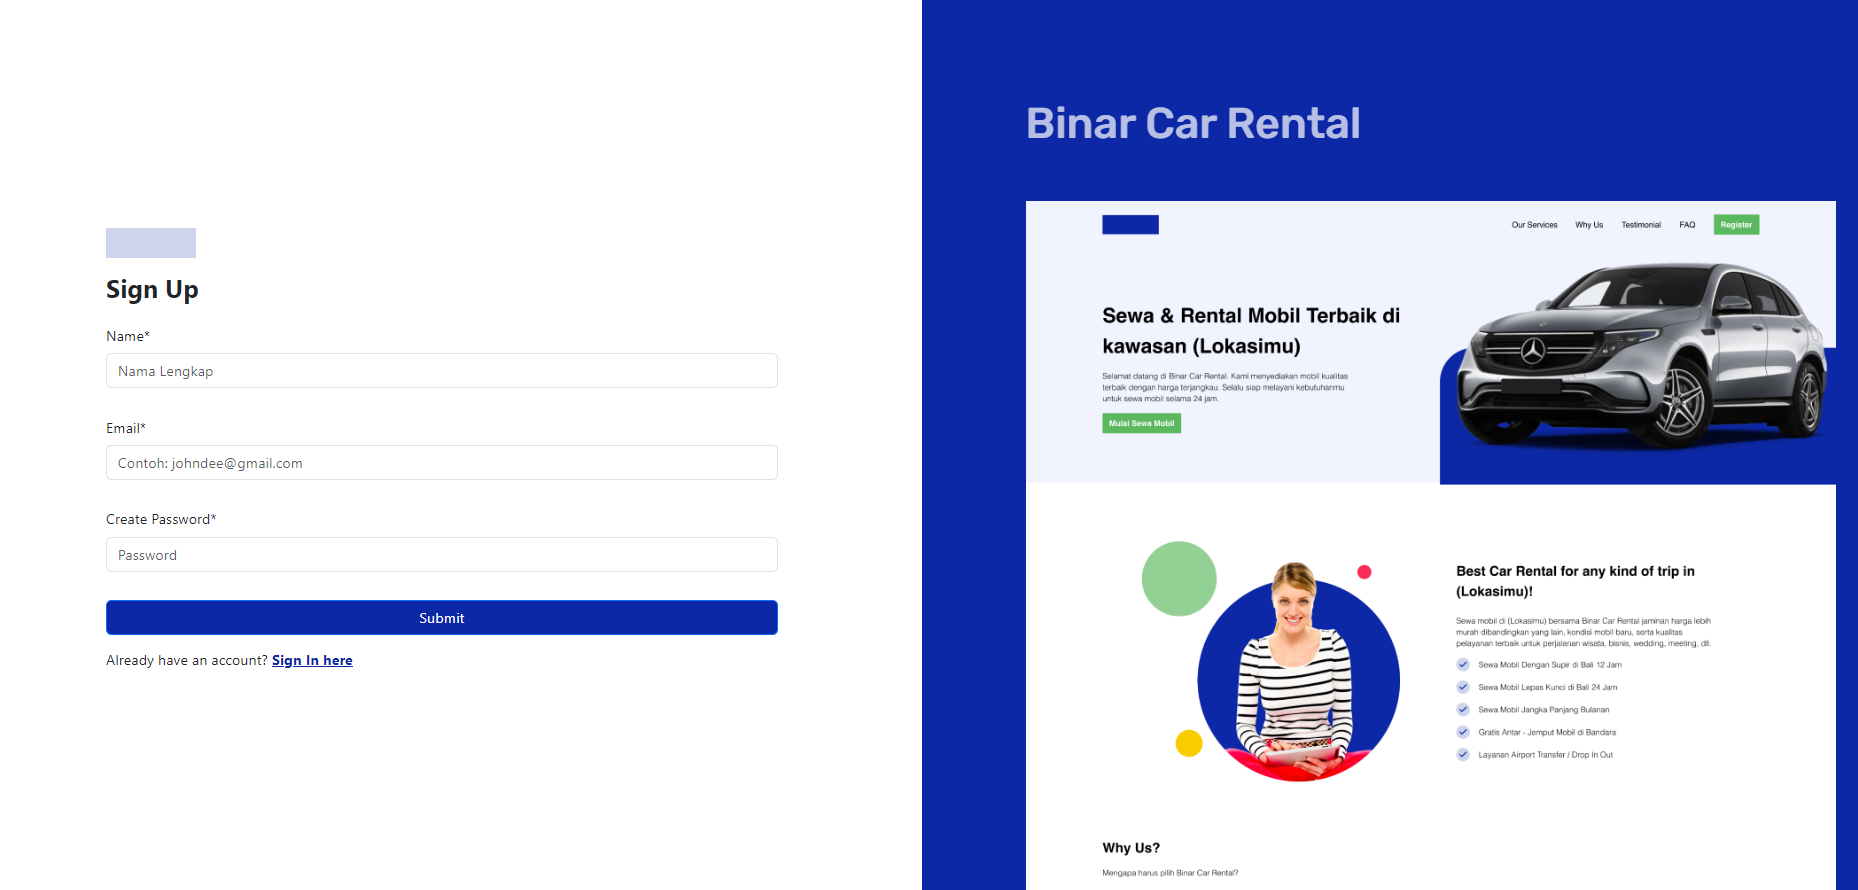 Sign Up
Name*
Nama Lengkap
Email*
Contoh: johndee@gmail.com
Create Password*
Password
Submit
Already have an account? Sign In here
Binar Car Rental
Our Services Why Us Testimonial FAQ Register
Sewa & Rental Mobil Terbaik di
kawasan (Lokasimu)
Selamat datang di Binar Car Rental. Kami menyediakan mobil kualitas
terbaik dengan harga terjangkau. Selalu siap melayani kebutuhanmu
untuk sewa mobil selama 24 jam.
Mulai Sewa Mobil
Best Car Rental for any kind of trip in
(Lokasimu)!
Sewa mobil di (Lokasimu) bersama Binar Car Rental jaminan harga lebih
murah dibandingkan yang lain, kondisi mobil baru, serta kualitas
pelayanan terbaik untuk perjalanan wisata, bisnis, wedding, meeting, dll.
Sewa Mobil Dengan Supir di Bali 12 Jam
Sewa Mobil Lepas Kunci di Bali 24 Jam
Sewa Mobil Jangka Panjang Bulanan
Gratis Antar - Jemput Mobil di Bandara
Layanan Airport Transfer / Drop In Out
Why Us?
Mengapa harus pilih Binar Car Rental?